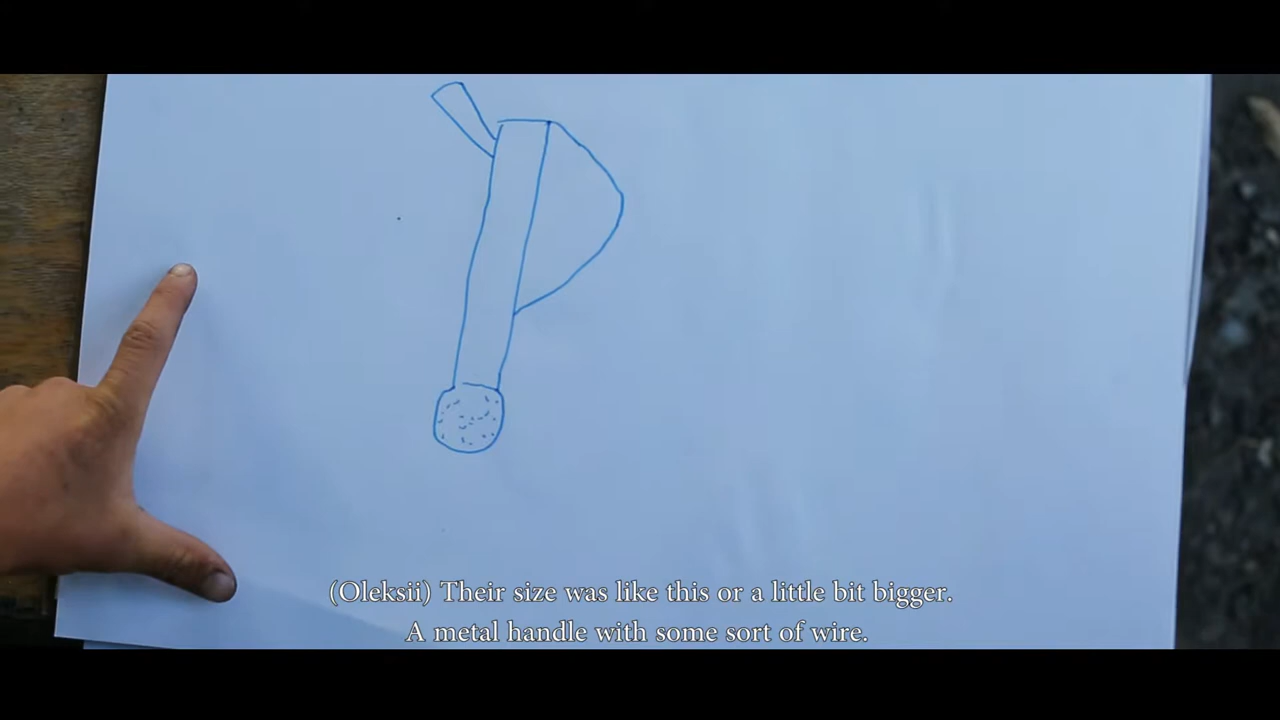 (Oleksii) Their size was like this or a little bit bigger.
A metal handle with some sort of wire.